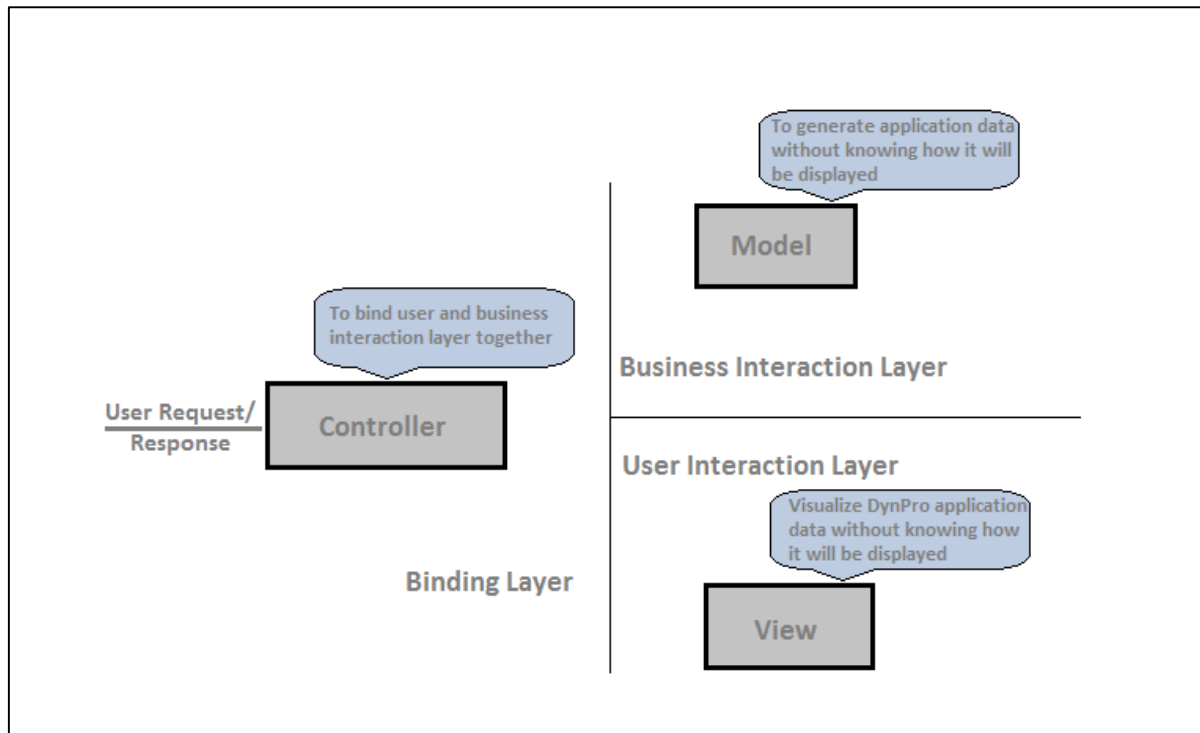 To generate application data
without knowing how it will
be displayed
Model
To bind user and business
interaction layer together
Business Interaction Layer
User Request/
Response
Controller
User Interaction Layer
Visualize DynPro application
data without knowing how
it will be displayed
Binding Layer
View